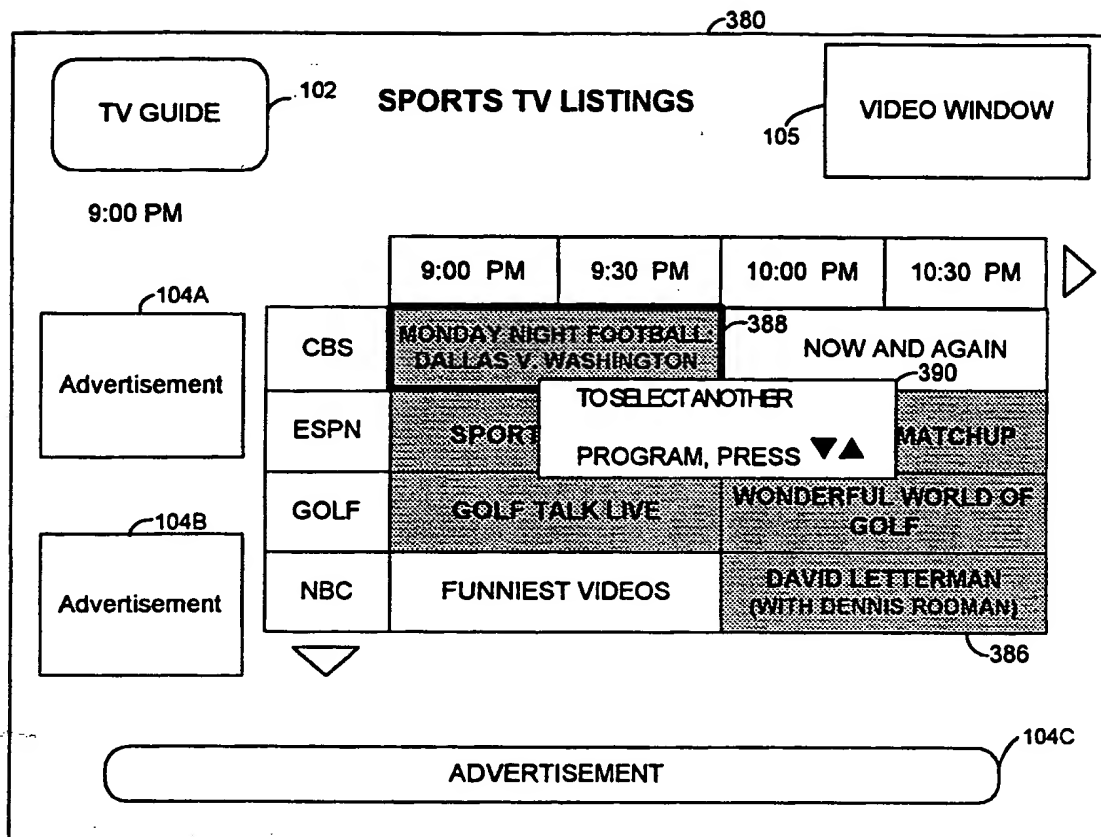 380
TV GUIDE
102
SPORTS TV LISTINGS
105
VIDEO WINDOW
9:00 PM
9:00 PM 9:30 PM 10:00 PM 10:30 PM
104A
Advertisement
CBS
MONDAY NIGHT FOOTBALL:
DALLAS V. WASHINGTON
388
NOW AND AGAIN
390
TO SELECT ANOTHER
PROGRAM, PRESS ▼▲
ESPN
SPORT
MATCHUP
GOLF
GOLF TALK LIVE
WONDERFUL WORLD OF
GOLF
104B
Advertisement
NBC
FUNNIEST VIDEOS
DAVID LETTERMAN
(WITH DENNIS RODMAN)
386
104C
ADVERTISEMENT